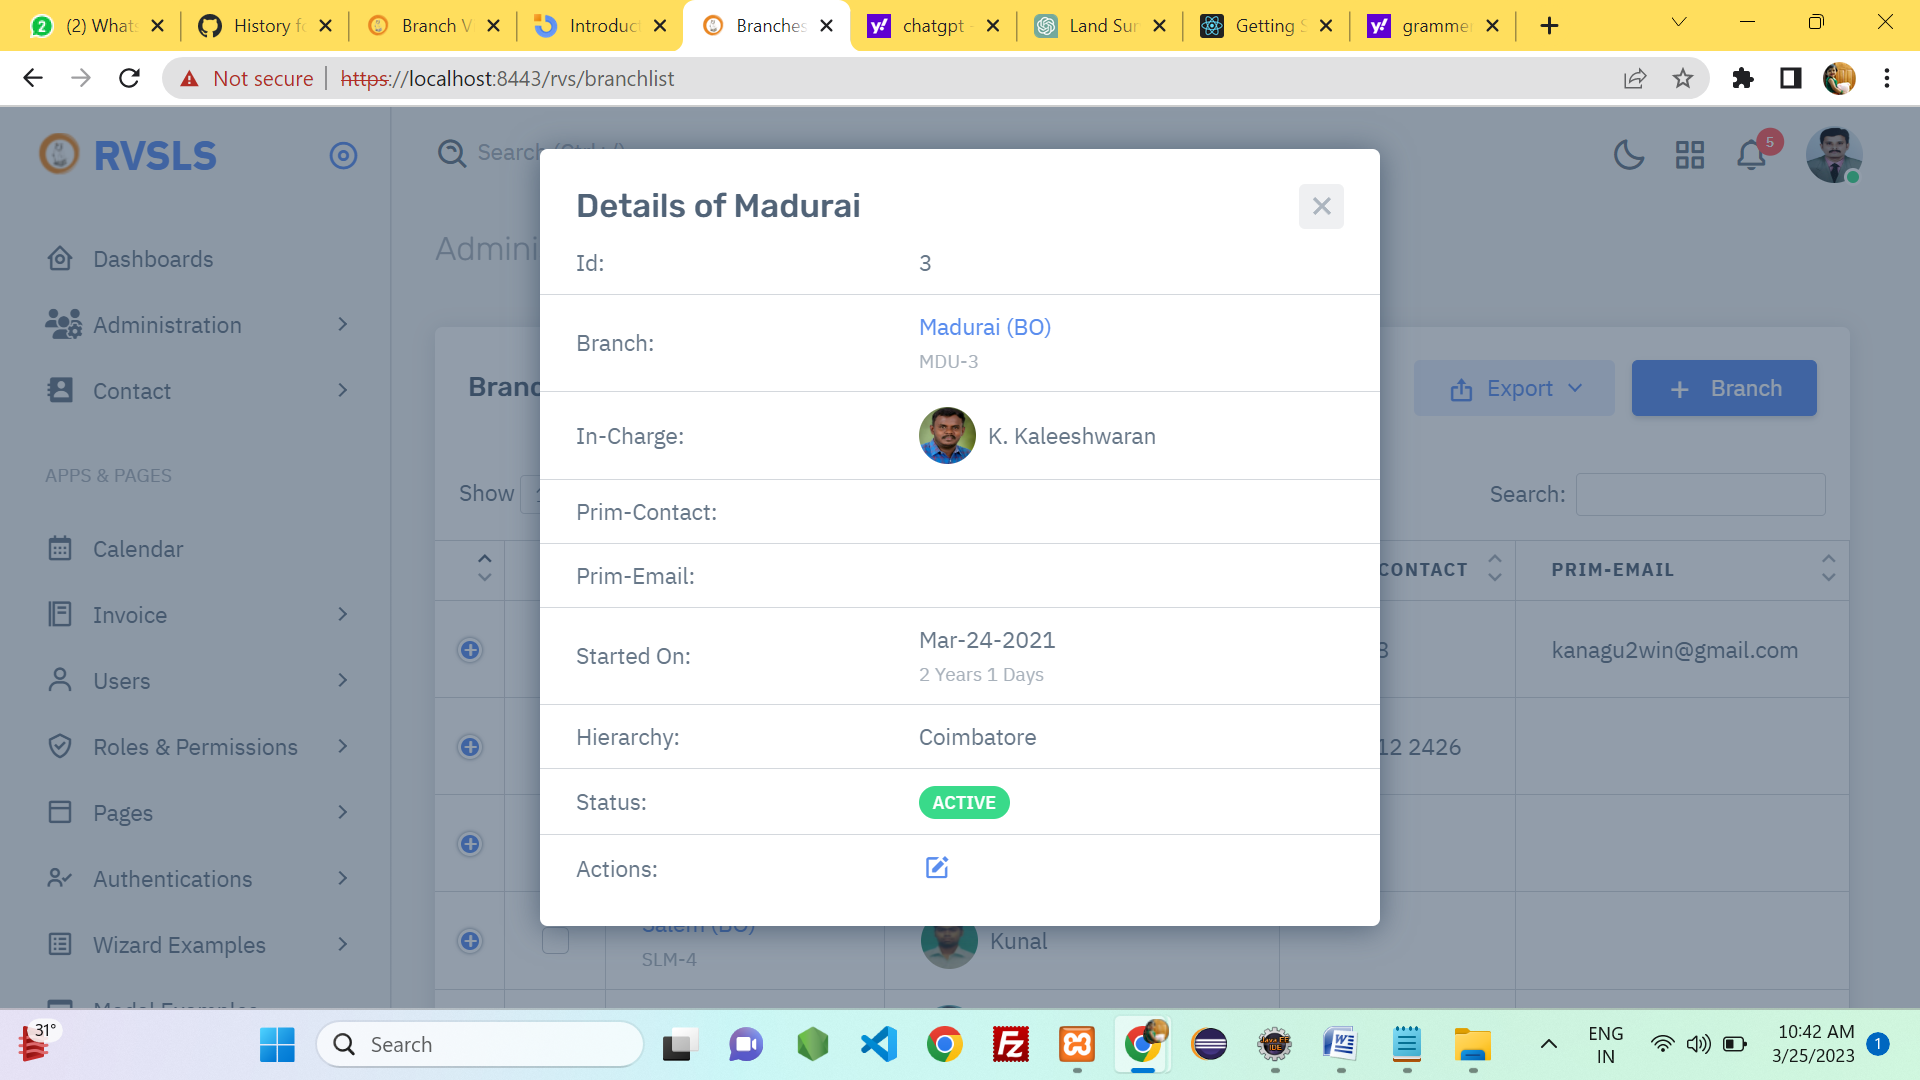 (2) Whats
History fo
Branch V
Introduct
Branches
chatgpt -
Land Sur
Getting S
grammer
Not secure
https://localhost:8443/rvs/branchlist
RVSLS
Search (Ctrl+/)
5
Dashboards
Administration
Contact
APPS & PAGES
Calendar
Invoice
Users
Roles & Permissions
Pages
Authentications
Wizard Examples
Modal Examples
Admini
Branc
Export
+ Branch
Show
Search:
CONTACT
PRIM-EMAIL
8
kanagu2win@gmail.com
12 2426
Salem (BO)
SLM-4
Kunal
Details of Madurai
Id: 3
Branch: Madurai (BO)
MDU-3
In-Charge: K. Kaleeshwaran
Prim-Contact:
Prim-Email:
Started On: Mar-24-2021
2 Years 1 Days
Hierarchy: Coimbatore
Status: ACTIVE
Actions:
31°
Search
ENG
IN
10:42 AM
3/25/2023
1